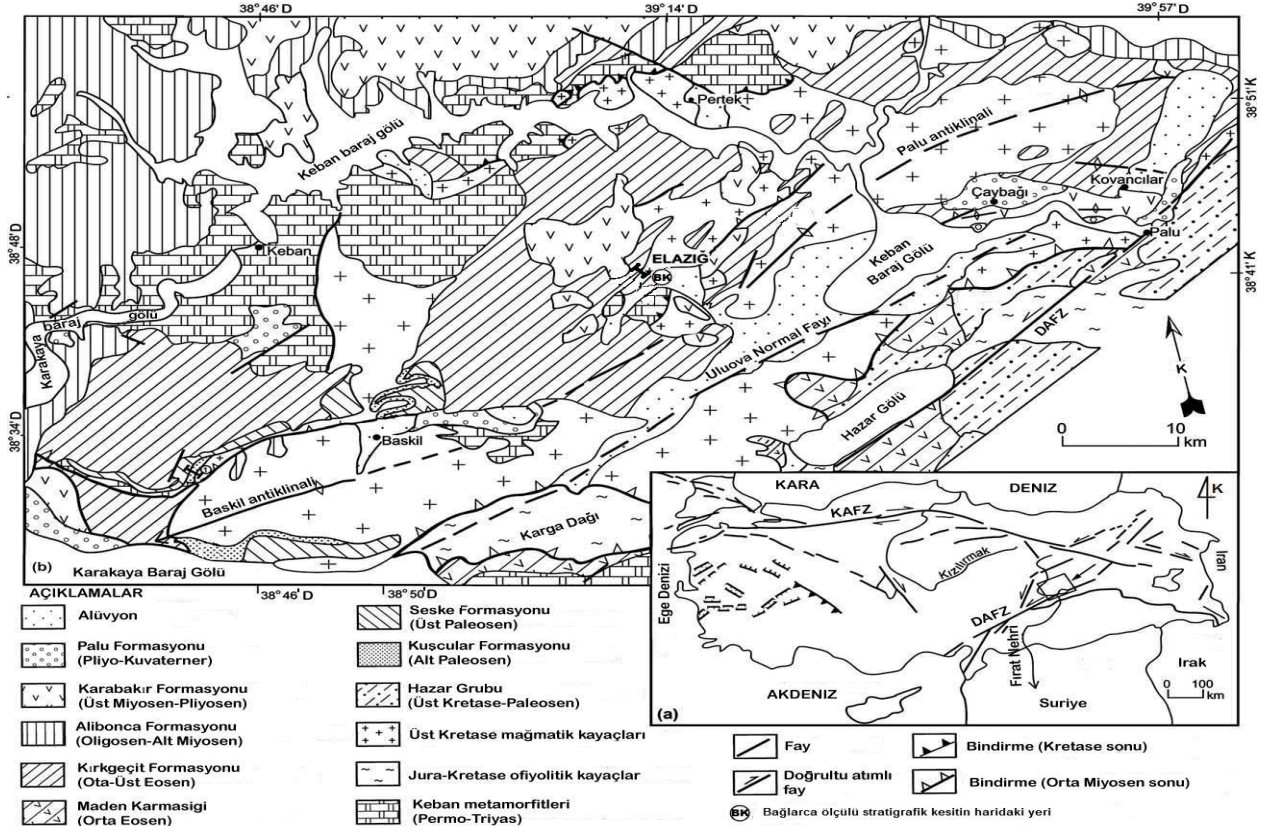 38°46' D
39°14' D
39°57' D
38°51' K
38°41' K
38°48' D
38°34' D
Pertek
Palu antiklinali
Keban baraj gölü
Kovancılar
Çaybağı
Palu
Keban
ELAZIĞ
BK
Keban
Baraj Gölü
Karakaya
baraj
gölü
Uluova Normal Fayı
DAFZ
Hazar Gölü
K
0 10
km
Baskil
Baskil antiklinali
Karga Dağı
(b)
Karakaya Baraj Gölü
38°46' D
38°50' D
KARA
DENIZ
K
KAFZ
Kızılırmak
Iran
Ege Denizi
DAFZ
Fırat Nehri
Irak
0 100
km
AKDENIZ
Suriye
(a)
AÇIKLAMALAR
Alüvyon
Palu Formasyonu
(Pliyo-Kuvaterner)
Karabakır Formasyonu
(Üst Miyosen-Pliyosen)
Alibonca Formasyonu
(Oligosen-Alt Miyosen)
Kırkgeçit Formasyonu
(Ota-Üst Eosen)
Maden Karmasigi
(Orta Eosen)
Seske Formasyonu
(Üst Paleosen)
Kuşcular Formasyonu
(Alt Paleosen)
Hazar Grubu
(Üst Kretase-Paleosen)
Üst Kretase mağmatik kayaçları
Jura-Kretase ofiyolitik kayaçlar
Keban metamorfitleri
(Permo-Triyas)
Fay
Doğrultu atımlı
fay
Bindirme (Kretase sonu)
Bindirme (Orta Miyosen sonu)
BK Bağlarca ölçülü stratigrafik kesitin haridaki yeri